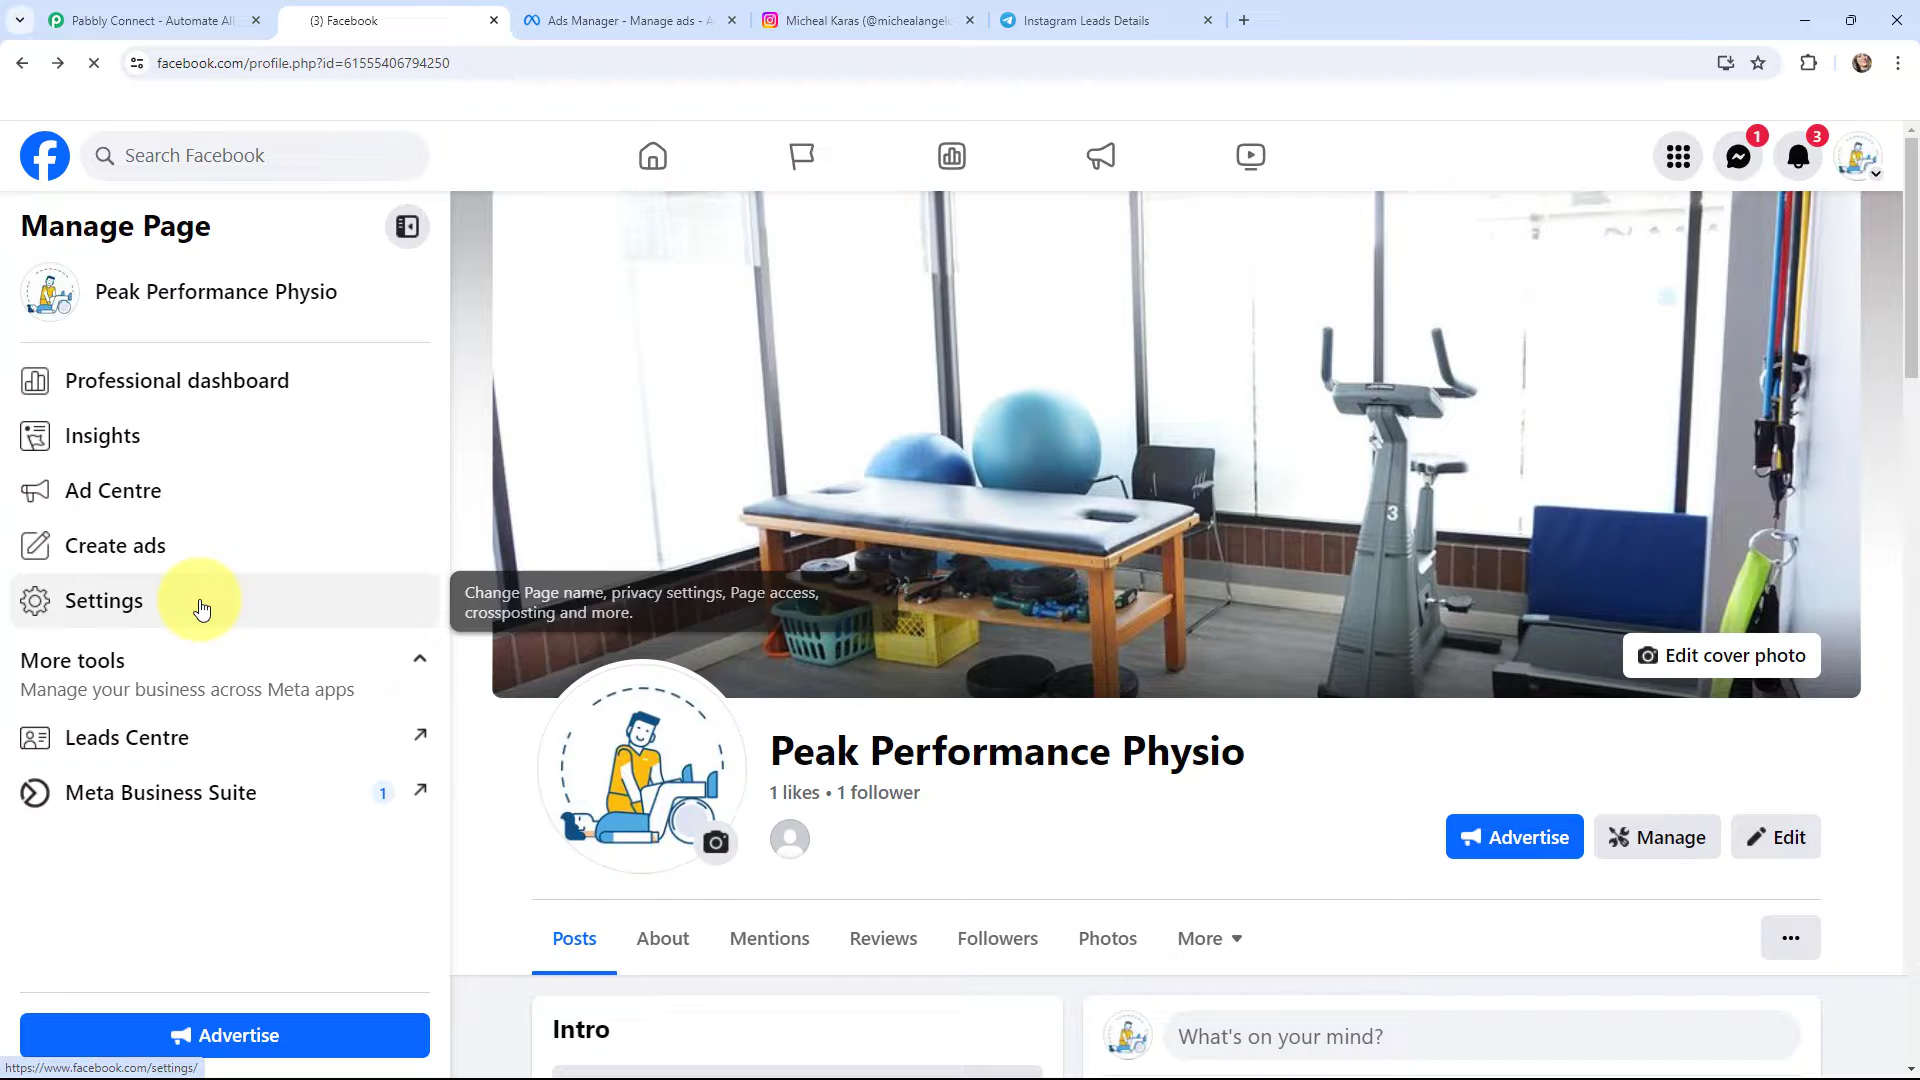 Pabbly Connect - Automate All
(3) Facebook
Ads Manager - Manage ads - A
Micheal Karas (@michealangelo
Instagram Leads Details
facebook.com/profile.php?id=61555406794250
Search Facebook
1
3
Manage Page
Peak Performance Physio
Professional dashboard
Insights
Ad Centre
Create ads
Settings
Change Page name, privacy settings, Page access,
crossposting and more.
More tools
Manage your business across Meta apps
Leads Centre
Meta Business Suite
1
Advertise
https://www.facebook.com/settings/
3
Edit cover photo
Peak Performance Physio
1 likes • 1 follower
Advertise
Manage
Edit
Posts
About
Mentions
Reviews
Followers
Photos
More
Intro
What's on your mind?